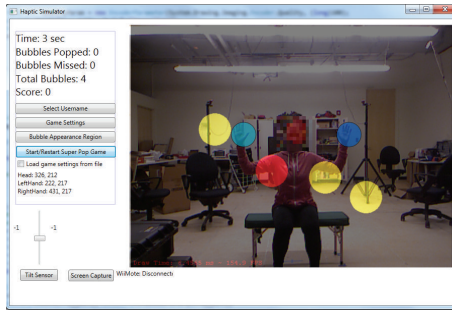 Haptic Simulator
Time: 3 sec
Bubbles Popped: 0
Bubbles Missed: 0
Total Bubbles: 4
Score: 0
Select Username
Game Settings
Bubble Appearance Region
Start/Restart Super Pop Game
Load game settings from file
Head: 326, 212
LeftHand: 222, 217
RightHand: 431, 217
-1
-1
Tilt Sensor
Screen Capture
WiiMote: Disconnecti